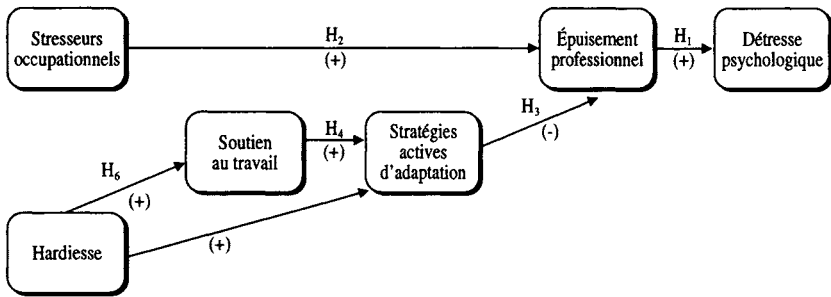 Stresseurs
occupationnels
H₂
(+)
Épuisement
professionnel
H₁
(+)
Détresse
psychologique
H₃
(-)
Soutien
au travail
H₄
(+)
Stratégies
actives
d'adaptation
H₆
(+)
(+)
Hardiesse